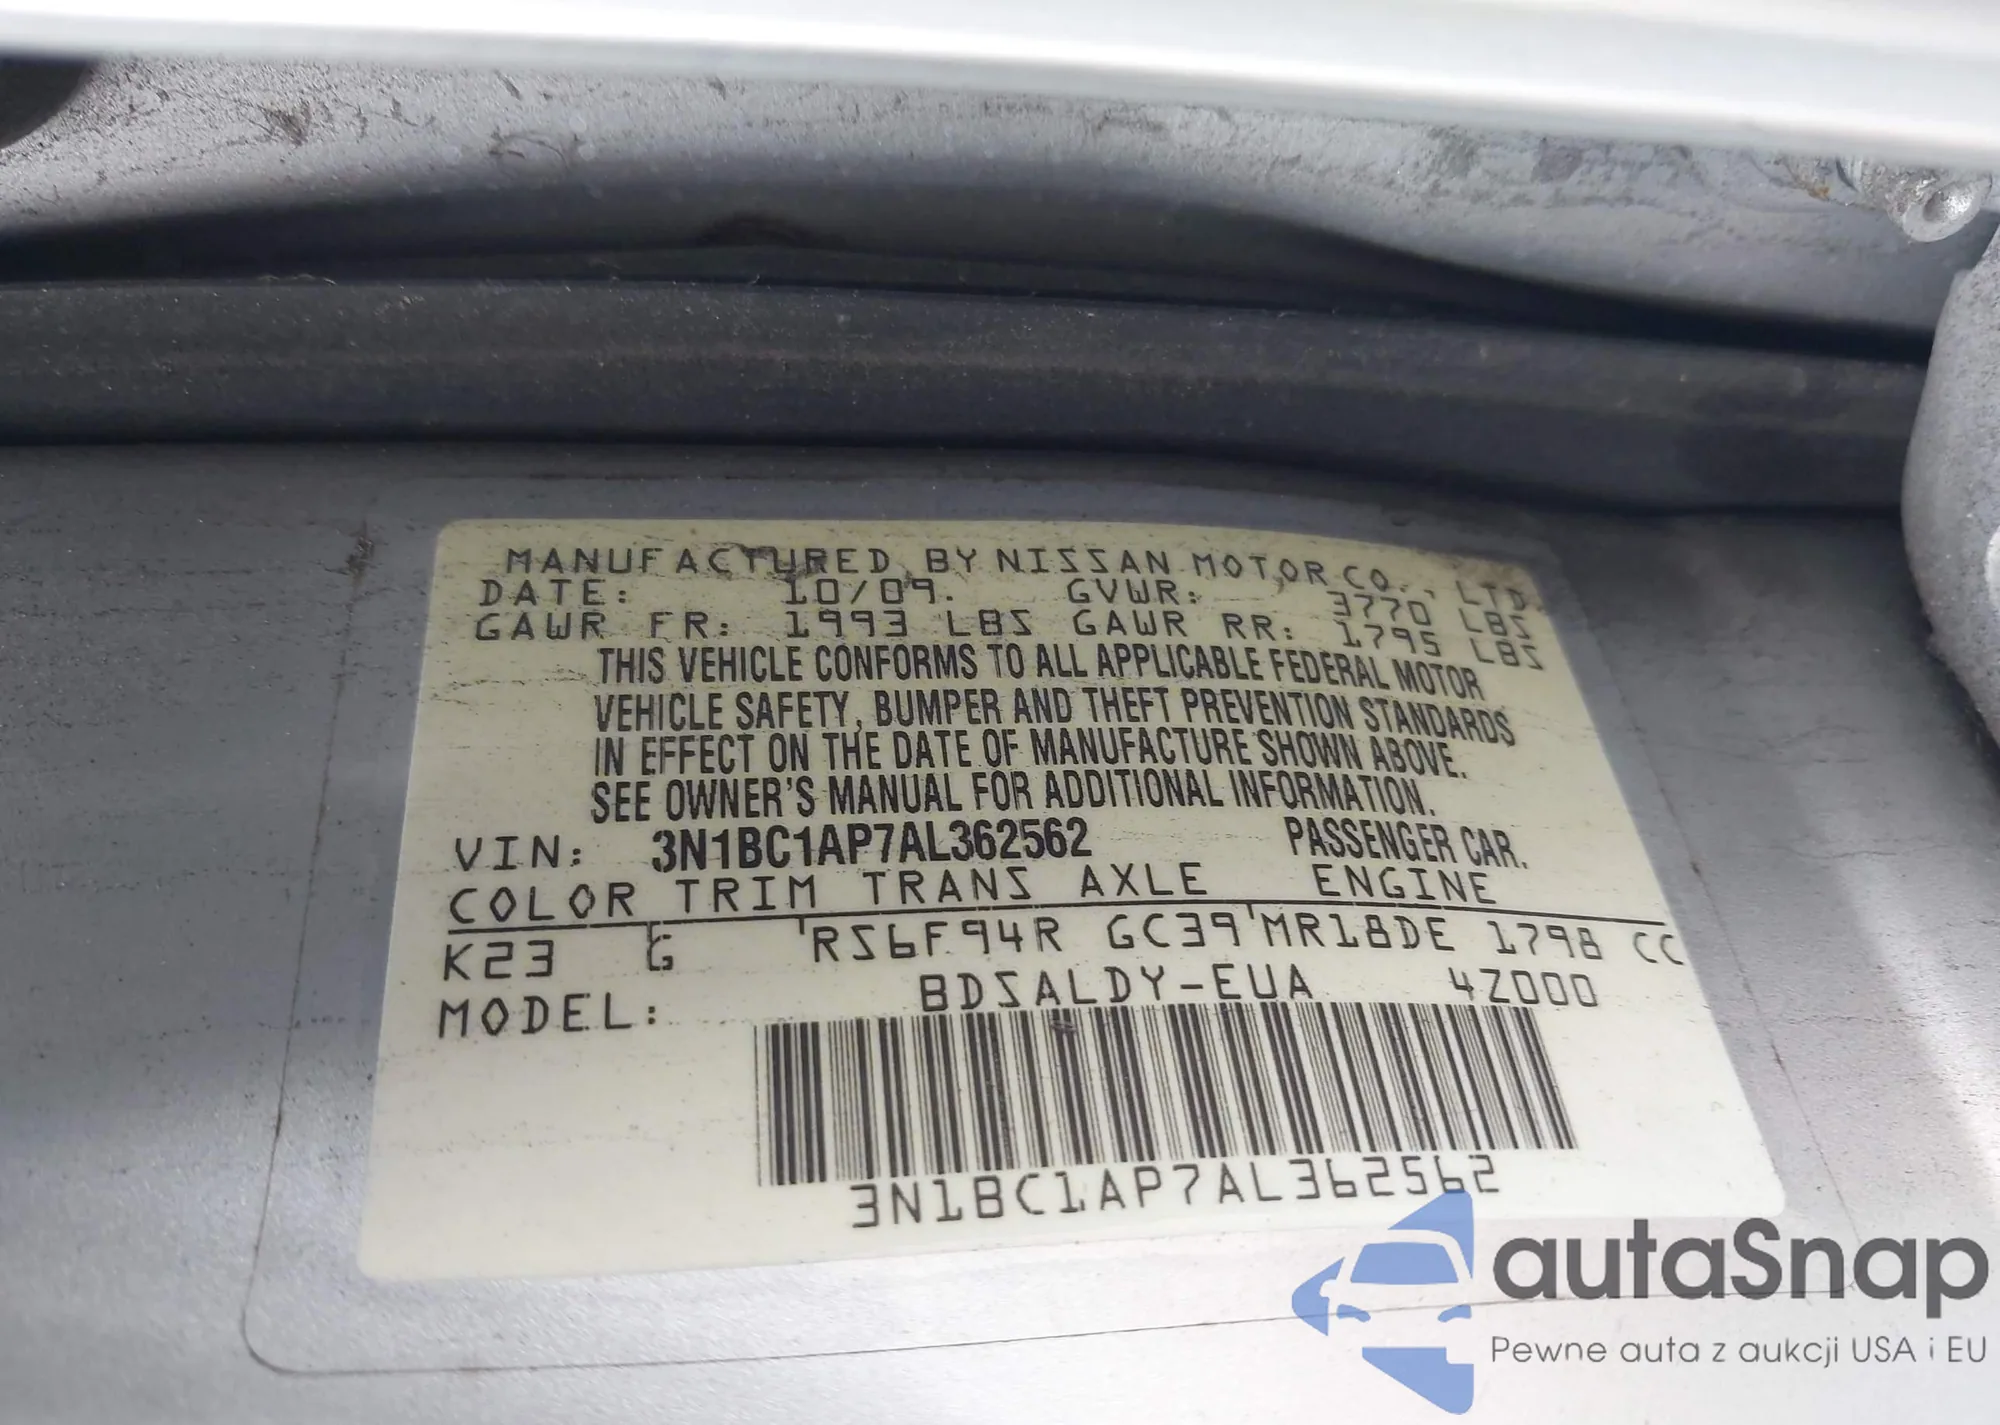 MANUFACTURED BY NISSAN MOTOR CO., LTD.
DATE: 10/09. GVWR: 3770 LBS
GAWR FR: 1993 LBS GAWR RR: 1795 LBS
THIS VEHICLE CONFORMS TO ALL APPLICABLE FEDERAL MOTOR
VEHICLE SAFETY, BUMPER AND THEFT PREVENTION STANDARDS
IN EFFECT ON THE DATE OF MANUFACTURE SHOWN ABOVE.
SEE OWNER'S MANUAL FOR ADDITIONAL INFORMATION.
VIN: 3N1BC1AP7AL362562 PASSENGER CAR.
COLOR TRIM TRANS AXLE ENGINE
K23 G RS6F94R GC39 MR18DE 1798 CC
MODEL: BDSALDY-EUA 4Z000
3N1BC1AP7AL362562
autaSnap
Pewne auta z aukcji USA i EU